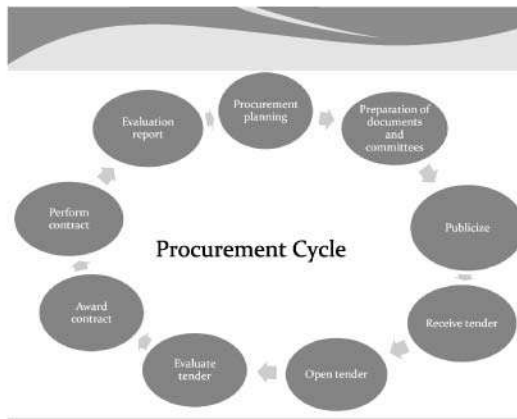 Procurement
planning
Preparation of
documents
and
committees
Publicize
Receive tender
Open tender
Evaluate
tender
Award
contract
Perform
contract
Evaluation
report
Procurement Cycle